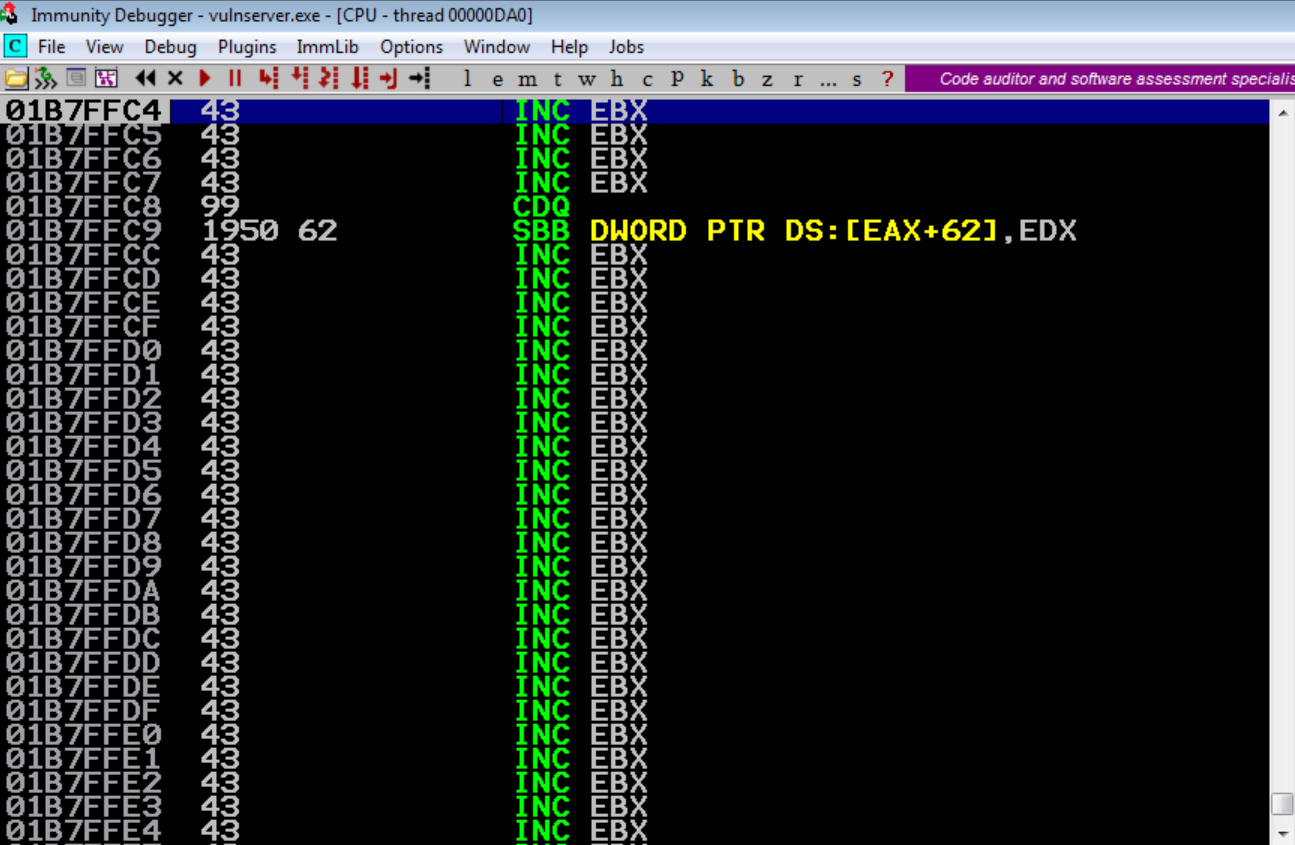 Immunity Debugger - vulnserver.exe - [CPU - thread 00000DA0]
C File View Debug Plugins ImmLib Options Window Help Jobs
l e m t w h c P k b z r ... s ? Code auditor and software assessment specialis
01B7FFC4 43 INC EBX
01B7FFC5 43 INC EBX
01B7FFC6 43 INC EBX
01B7FFC7 43 INC EBX
01B7FFC8 99 CDQ
01B7FFC9 1950 62 SBB DWORD PTR DS:[EAX+62],EDX
01B7FFCC 43 INC EBX
01B7FFCD 43 INC EBX
01B7FFCE 43 INC EBX
01B7FFCF 43 INC EBX
01B7FFD0 43 INC EBX
01B7FFD1 43 INC EBX
01B7FFD2 43 INC EBX
01B7FFD3 43 INC EBX
01B7FFD4 43 INC EBX
01B7FFD5 43 INC EBX
01B7FFD6 43 INC EBX
01B7FFD7 43 INC EBX
01B7FFD8 43 INC EBX
01B7FFD9 43 INC EBX
01B7FFDA 43 INC EBX
01B7FFDB 43 INC EBX
01B7FFDC 43 INC EBX
01B7FFDD 43 INC EBX
01B7FFDE 43 INC EBX
01B7FFDF 43 INC EBX
01B7FFE0 43 INC EBX
01B7FFE1 43 INC EBX
01B7FFE2 43 INC EBX
01B7FFE3 43 INC EBX
01B7FFE4 43 INC EBX